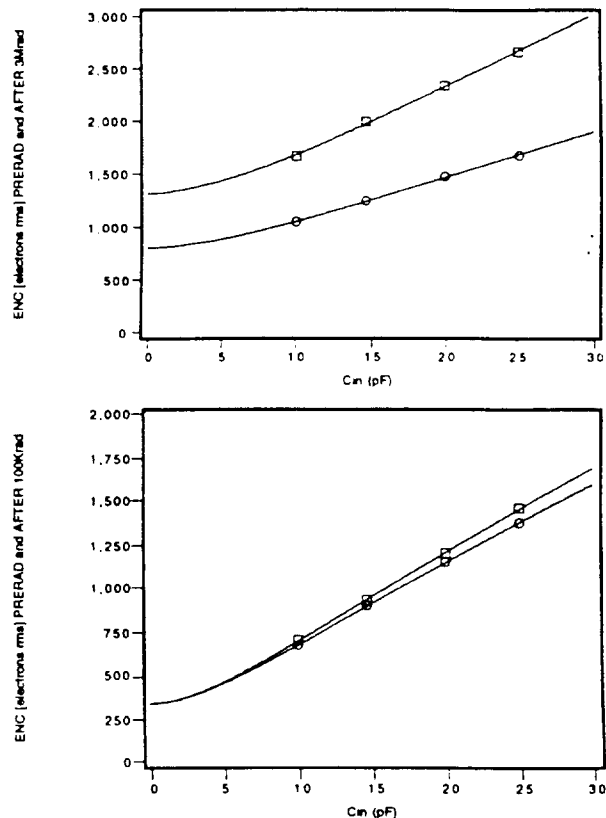 3.000
2.500
2.000
1.500
1.000
500
0
ENC [electrons rms] PRERAD and AFTER 3Mrad
0 5 10 15 20 25 30
Cin (pF)
2.000
1.750
1.500
1.250
1.000
750
500
250
0
ENC [electrons rms] PRERAD and AFTER 100Krad
0 5 10 15 20 25 30
Cin (pF)